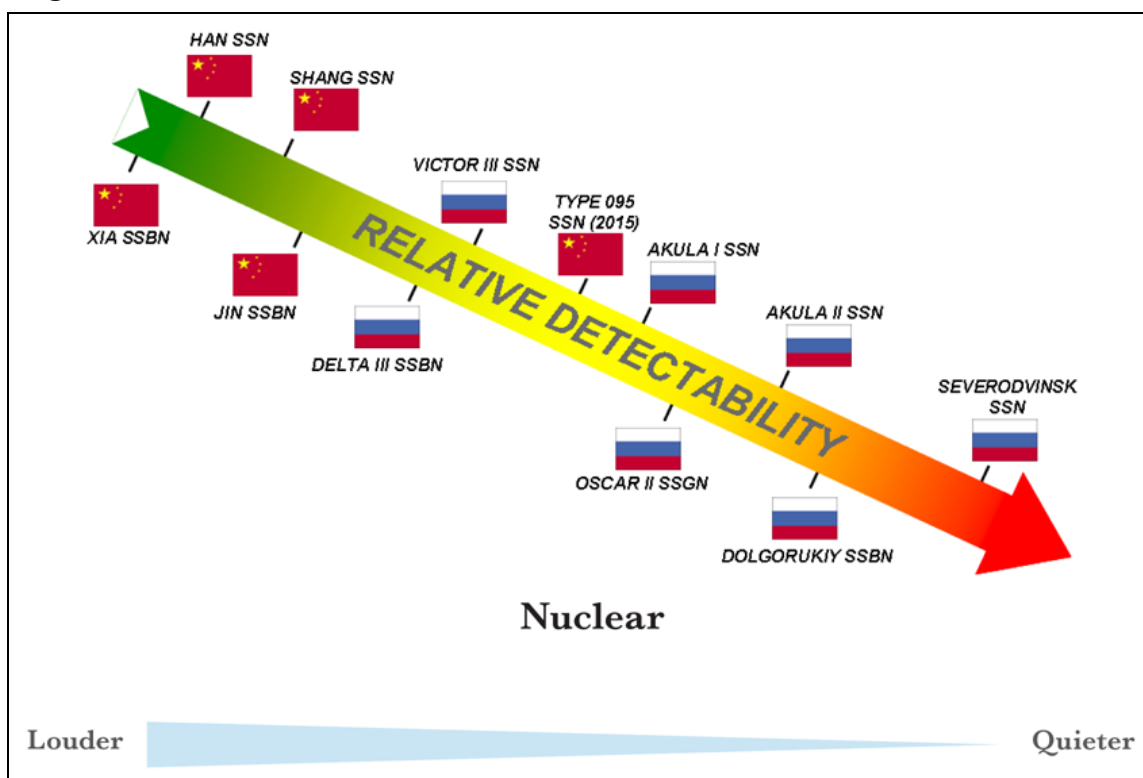 HAN SSN
SHANG SSN
XIA SSBN
VICTOR III SSN
TYPE 095
SSN (2015)
AKULA I SSN
JIN SSBN
DELTA III SSBN
RELATIVE DETECTABILITY
AKULA II SSN
SEVERODVINSK
SSN
OSCAR II SSGN
DOLGORUKIY SSBN
Nuclear
Louder
Quieter